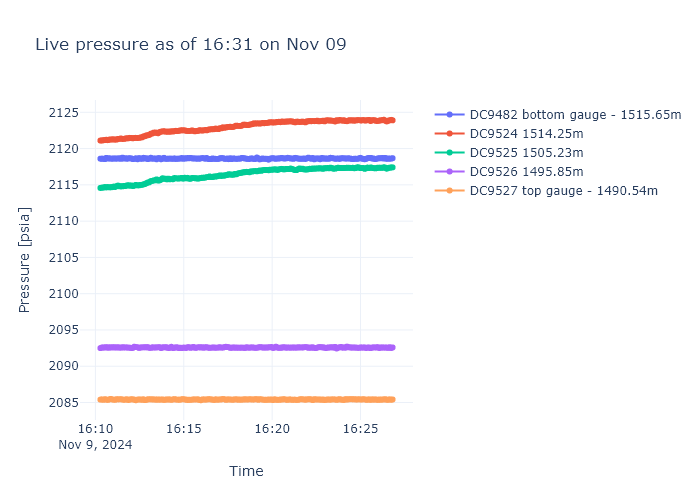 Live pressure as of 16:31 on Nov 09
DC9482 bottom gauge - 1515.65m
DC9524 1514.25m
DC9525 1505.23m
DC9526 1495.85m
DC9527 top gauge - 1490.54m
Pressure [psia]
2125
2120
2115
2110
2105
2100
2095
2090
2085
16:10
16:15
16:20
16:25
Nov 9, 2024
Time